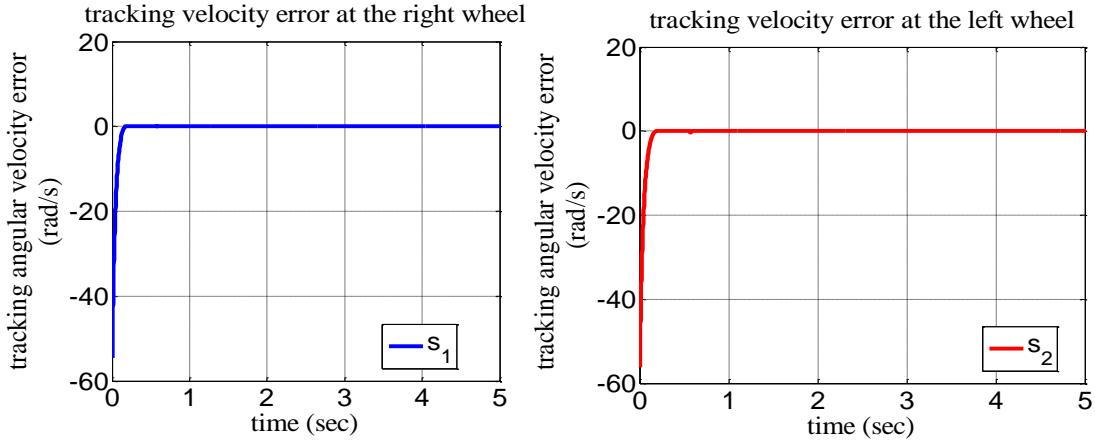 tracking velocity error at the right wheel
tracking angular velocity error
(rad/s)
20
0
-20
-40
-60
0 1 2 3 4 5
time (sec)
s1
tracking velocity error at the left wheel
tracking angular velocity error
(rad/s)
20
0
-20
-40
-60
0 1 2 3 4 5
time (sec)
s2